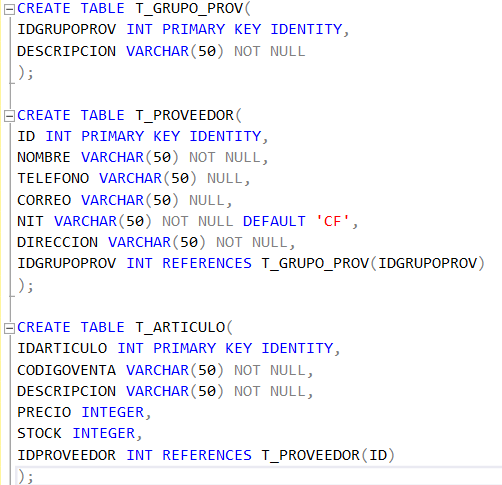 CREATE TABLE T_GRUPO_PROV(
IDGRUPOPROV INT PRIMARY KEY IDENTITY,
DESCRIPCION VARCHAR(50) NOT NULL
);
CREATE TABLE T_PROVEEDOR(
ID INT PRIMARY KEY IDENTITY,
NOMBRE VARCHAR(50) NOT NULL,
TELEFONO VARCHAR(50) NULL,
CORREO VARCHAR(50) NULL,
NIT VARCHAR(50) NOT NULL DEFAULT 'CF',
DIRECCION VARCHAR(50) NOT NULL,
IDGRUPOPROV INT REFERENCES T_GRUPO_PROV(IDGRUPOPROV)
);
CREATE TABLE T_ARTICULO(
IDARTICULO INT PRIMARY KEY IDENTITY,
CODIGOVENTA VARCHAR(50) NOT NULL,
DESCRIPCION VARCHAR(50) NOT NULL,
PRECIO INTEGER,
STOCK INTEGER,
IDPROVEEDOR INT REFERENCES T_PROVEEDOR(ID)
);